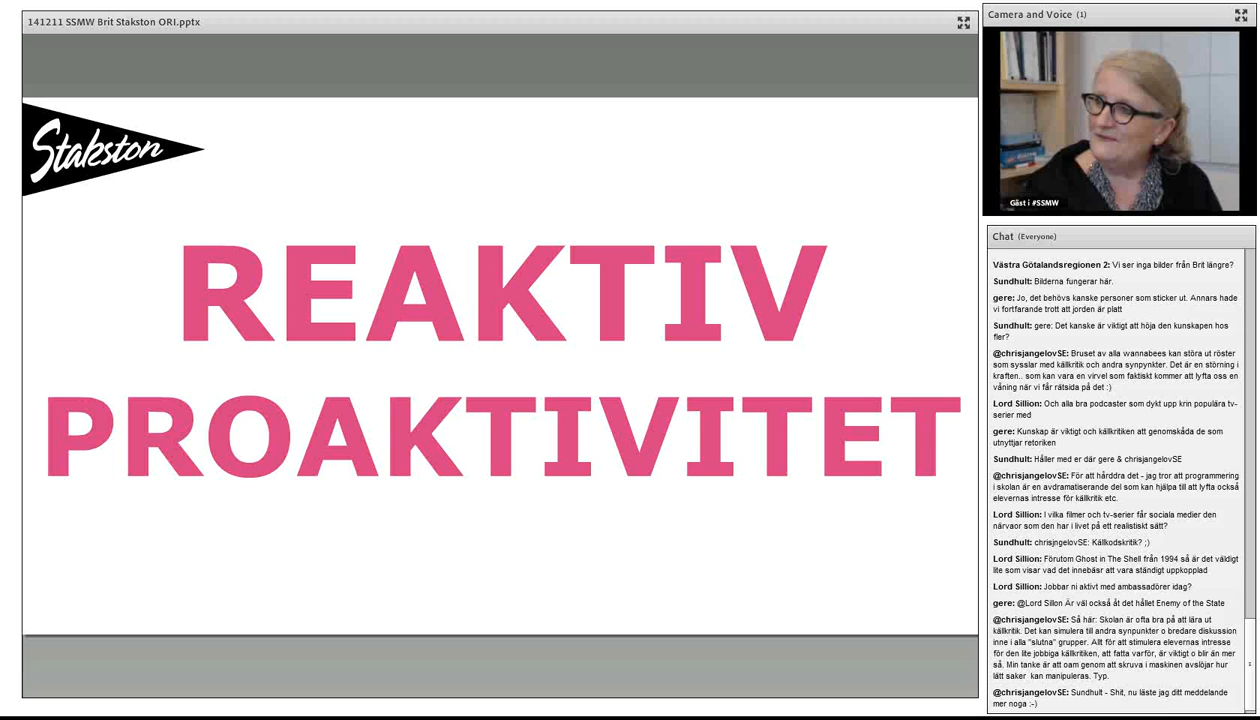 141211 SSMW Brit Stakston ORI.pptx
Stakston
REAKTIV
PROAKTIVITET
Camera and Voice (1)
Gäst i #SSMW
Chat (Everyone)
Västra Götalandsregionen 2: Vi ser inga bilder från Brit längre?
Sundhult: Bilderna fungerar här.
gere: Jo, det behövs kanske personer som sticker ut. Annars hade
vi fortfarande trott att jorden är platt
Sundhult: gere: Det kanske är viktigt att höja den kunskapen hos
fler?
@chrisjangelovSE: Bruset av alla wannabees kan störa ut röster
som sysslar med källkritik och andra synpynkter. Det är en störning i
kraften.. som kan vara en virvel som faktiskt kommer att lyfta oss en
våning när vi får rätsida på det :)
Lord Sillion: Och alla bra podcaster som dykt upp krin populära tv-
serier med
gere: Kunskap är viktigt och källkritiken att genomskåda de som
utnyttjar retoriken
Sundhult: Håller med er där gere & chrisjangelovSE
@chrisjangelovSE: För att hårddra det - jag tror att programmering
i skolan är en avdramatiserande del som kan hjälpa till att lyfta också
elevernas intresse för källkritik etc.
Lord Sillion: I vilka filmer och tv-serier får sociala medier den
närvaor som den har i livet på ett realistiskt sätt?
Sundhult: chrisjngelovSE: Källkodskritik? ;)
Lord Sillion: Förutom Ghost in The Shell från 1994 så är det väldigt
lite som visar vad det innebäsr att vara ständigt uppkopplad
Lord Sillion: Jobbar ni aktivt med ambassadörer idag?
gere: @Lord Sillon Är väl också åt det hållet Enemy of the State
@chrisjangelovSE: Så här: Skolan är ofta bra på att lära ut
källkritik. Det kan simulera till andra synpunkter o bredare diskussion
inne i alla "slutna" grupper. Allt för att stimulera elevernas intresse
för den lite jobbiga källkritiken, att fatta varför, är viktigt o blir än mer
så. Min tanke är att oam genom att skruva i maskinen avslöjar hur
lätt saker kan manipuleras. Typ.
@chrisjangelovSE: Sundhult - Shit, nu läste jag ditt meddelande
mer noga :-)